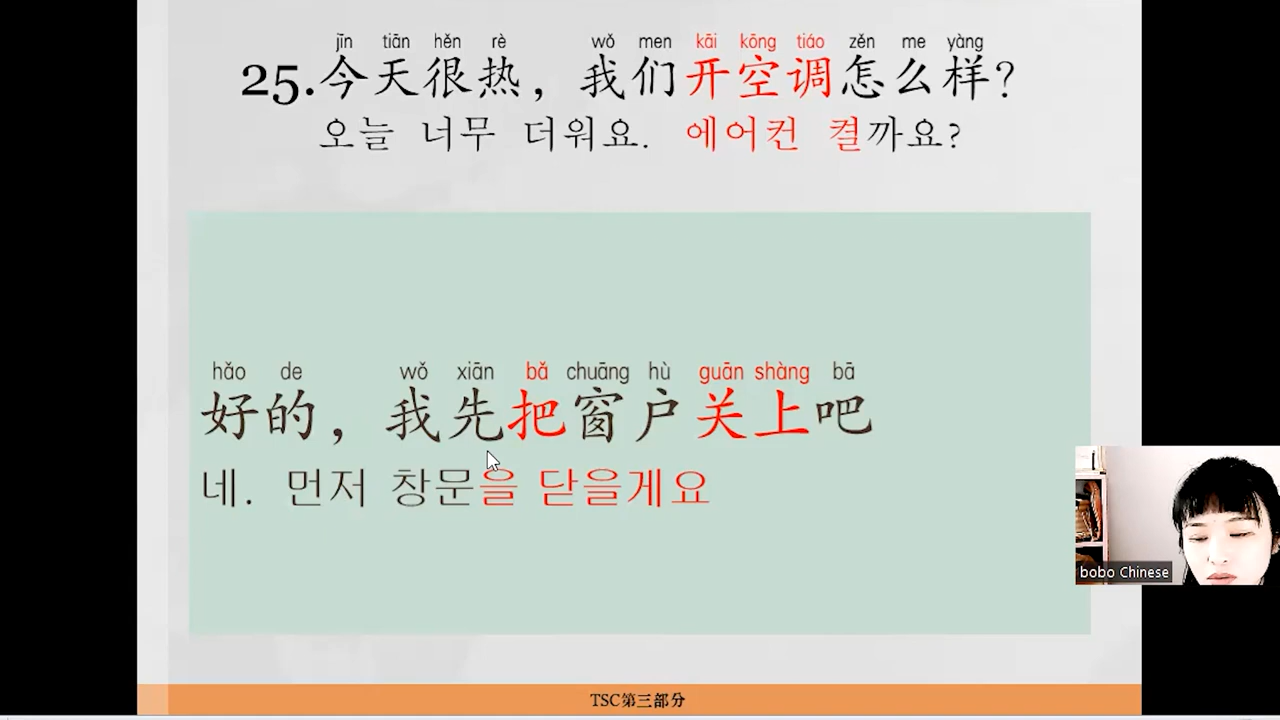 jīn tiān hěn rè wǒ men kāi kōng tiáo zěn me yàng
25.今天很热，我们开空调怎么样？
오늘 너무 더워요. 에어컨 켤까요?
hǎo de wǒ xiān bǎ chuāng hù guān shàng bā
好的，我先把窗户关上吧
네. 먼저 창문을 닫을게요
bobo Chinese
TSC第三部分